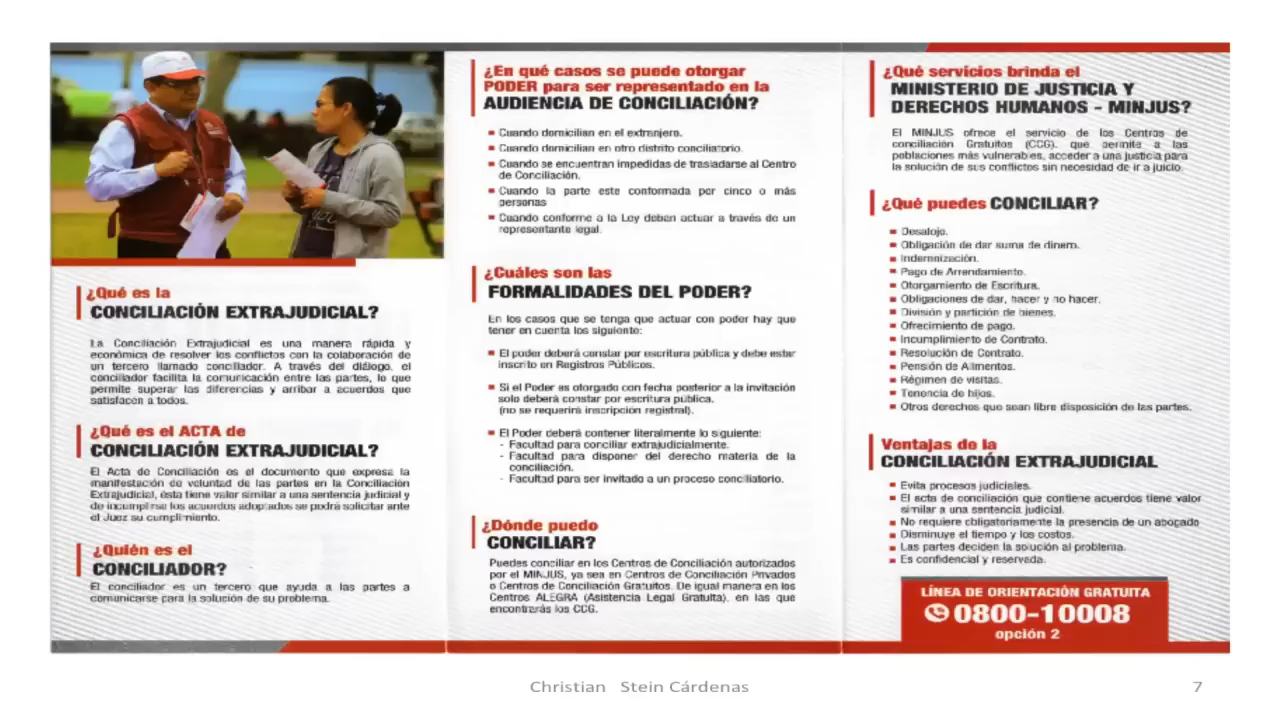 ¿Qué es la
CONCILIACIÓN EXTRAJUDICIAL?
La Conciliación Extrajudicial es una manera rápida y
económica de resolver los conflictos con la colaboración de
un tercero llamado conciliador. A través del diálogo, el
conciliador facilita la comunicación entre las partes, lo que
permite superar las diferencias y arribar a acuerdos que
satisfacen a todos.
¿Qué es el ACTA de
CONCILIACIÓN EXTRAJUDICIAL?
El Acta de Conciliación es el documento que expresa la
manifestación de voluntad de las partes en la Conciliación
Extrajudicial, ésta tiene valor similar a una sentencia judicial y
de incumplirse los acuerdos adoptados se podrá solicitar ante
el Juez su cumplimiento.
¿Quién es el
CONCILIADOR?
El conciliador es un tercero que ayuda a las partes a
comunicarse para la solución de su problema.
¿En qué casos se puede otorgar
PODER para ser representado en la
AUDIENCIA DE CONCILIACIÓN?
Cuando domicilian en el extranjero.
Cuando domicilian en otro distrito conciliatorio.
Cuando se encuentran impedidas de trasladarse al Centro
de Conciliación.
Cuando la parte este conformada por cinco o más
personas
Cuando conforme a la Ley deban actuar a través de un
representante legal.
¿Cuáles son las
FORMALIDADES DEL PODER?
En los casos que se tenga que actuar con poder hay que
tener en cuenta los siguiente:
El poder deberá constar por escritura pública y debe estar
inscrito en Registros Públicos.
Si el Poder es otorgado con fecha posterior a la invitación
solo deberá constar por escritura pública.
(no se requerirá inscripción registral).
El Poder deberá contener literalmente lo siguiente:
- Facultad para conciliar extrajudicialmente.
- Facultad para disponer del derecho materia de la
conciliación.
- Facultad para ser invitado a un proceso conciliatorio.
¿Dónde puedo
CONCILIAR?
Puedes conciliar en los Centros de Conciliación autorizados
por el MINJUS, ya sea en Centros de Conciliación Privados
o Centros de Conciliación Gratuitos. De igual manera en los
Centros ALEGRA (Asistencia Legal Gratuita), en las que
encontrarás los CCG.
¿Qué servicios brinda el
MINISTERIO DE JUSTICIA Y
DERECHOS HUMANOS - MINJUS?
El MINJUS ofrece el servicio de los Centros de
conciliación Gratuitos (CCG), que permite a las
poblaciones más vulnerables, acceder a una justicia para
la solución de sus conflictos sin necesidad de ir a juicio.
¿Qué puedes CONCILIAR?
Desalojo.
Obligación de dar suma de dinero.
Indemnización.
Pago de Arrendamiento.
Otorgamiento de Escritura.
Obligaciones de dar, hacer y no hacer.
División y partición de bienes.
Ofrecimiento de pago.
Incumplimiento de Contrato.
Resolución de Contrato.
Pensión de Alimentos.
Régimen de visitas.
Tenencia de hijos.
Otros derechos que sean libre disposición de las partes.
Ventajas de la
CONCILIACIÓN EXTRAJUDICIAL
Evita procesos judiciales.
El acta de conciliación que contiene acuerdos tiene valor
similar a una sentencia judicial.
No requiere obligatoriamente la presencia de un abogado
Disminuye el tiempo y los costos.
Las partes deciden la solución al problema.
Es confidencial y reservada.
LÍNEA DE ORIENTACIÓN GRATUITA
0800-10008
opción 2
Christian Stein Cárdenas
7